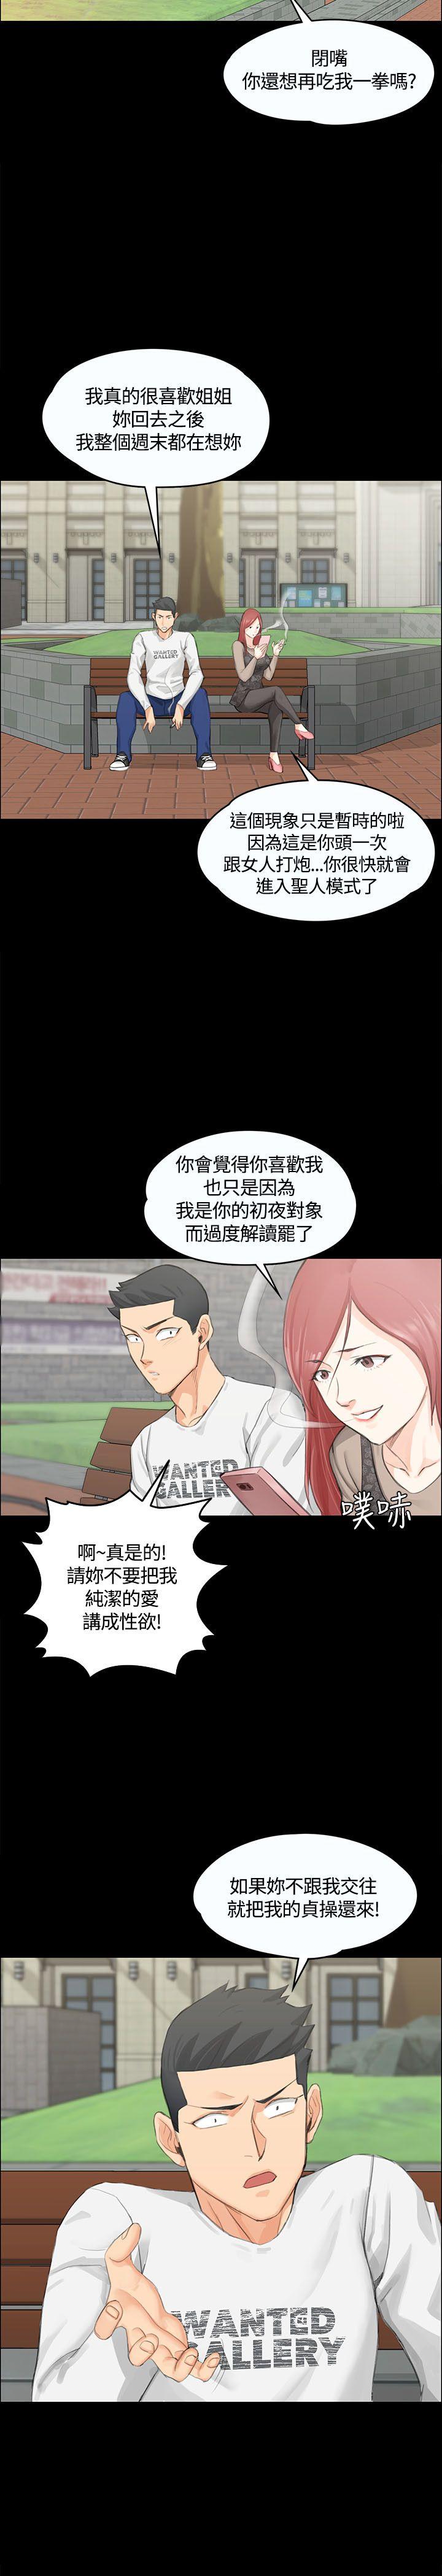 閉嘴
你還想再吃我一拳嗎?
我真的很喜歡姐姐
妳回去之後
我整個週末都在想妳
WANTED
GALLERY
這個現象只是暫時的啦
因為這是你頭一次
跟女人打炮...你很快就會
進入聖人模式了
你會覺得你喜歡我
也只是因為
我是你的初夜對象
而過度解讀罷了
WANTED
GALLERY
噗哧
啊~真是的!
請妳不要把我
純潔的愛
講成性欲!
如果妳不跟我交往
就把我的貞操還來!
WANTED
GALLERY